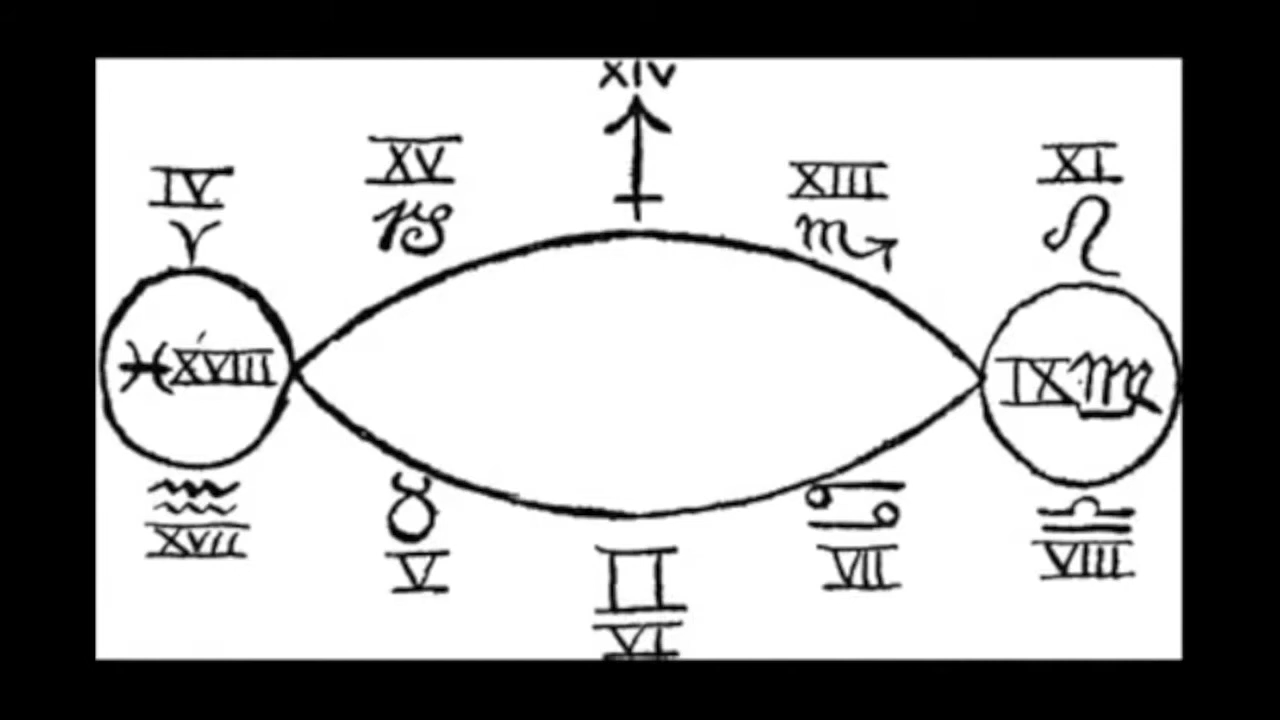 XIV
XV
♑
XIII
♏
XI
♌
IV
♈
♓XVIII
IX♍
♒
XVII
♉
V
♊
VI
♋
VII
♎
VIII
♐